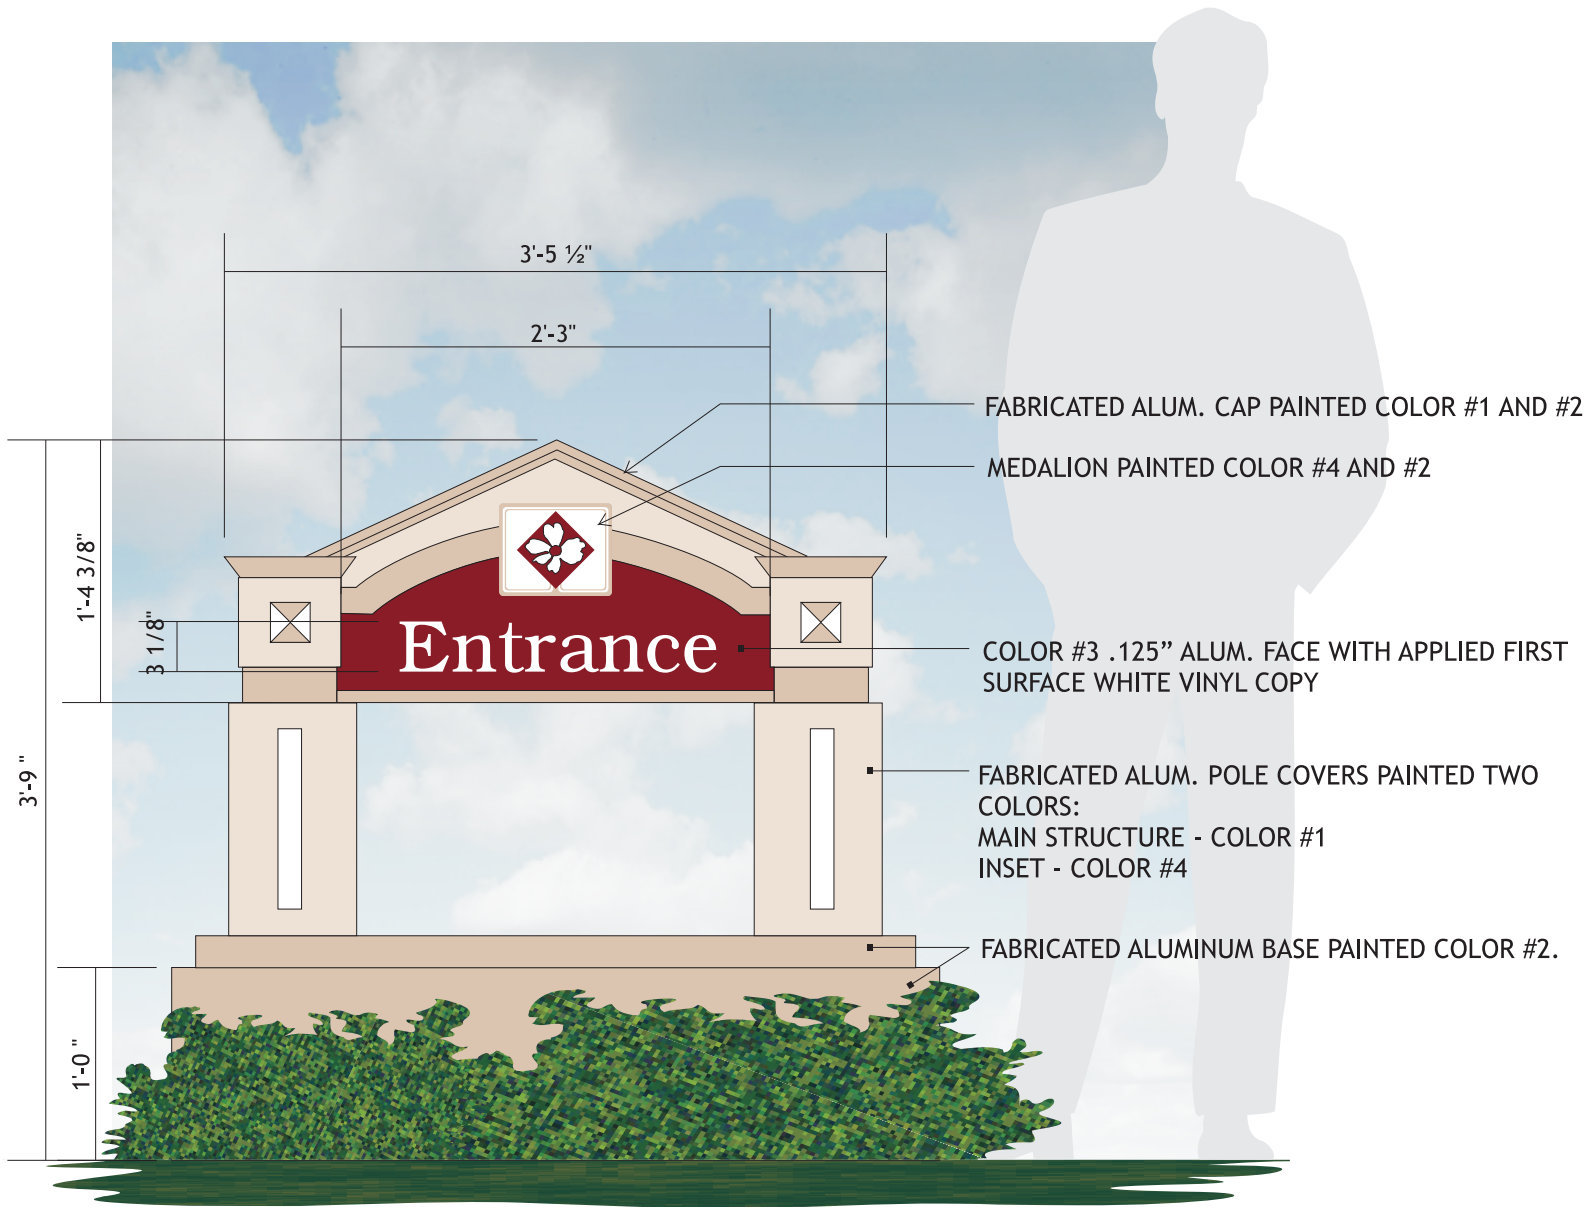 3'-5 ½"
2'-3"
FABRICATED ALUM. CAP PAINTED COLOR #1 AND #2
MEDALION PAINTED COLOR #4 AND #2
1'-4 3/8"
3 1/8"
Entrance
COLOR #3 .125” ALUM. FACE WITH APPLIED FIRST
SURFACE WHITE VINYL COPY
3'-9 "
FABRICATED ALUM. POLE COVERS PAINTED TWO
COLORS:
MAIN STRUCTURE - COLOR #1
INSET - COLOR #4
FABRICATED ALUMINUM BASE PAINTED COLOR #2.
1'-0 "